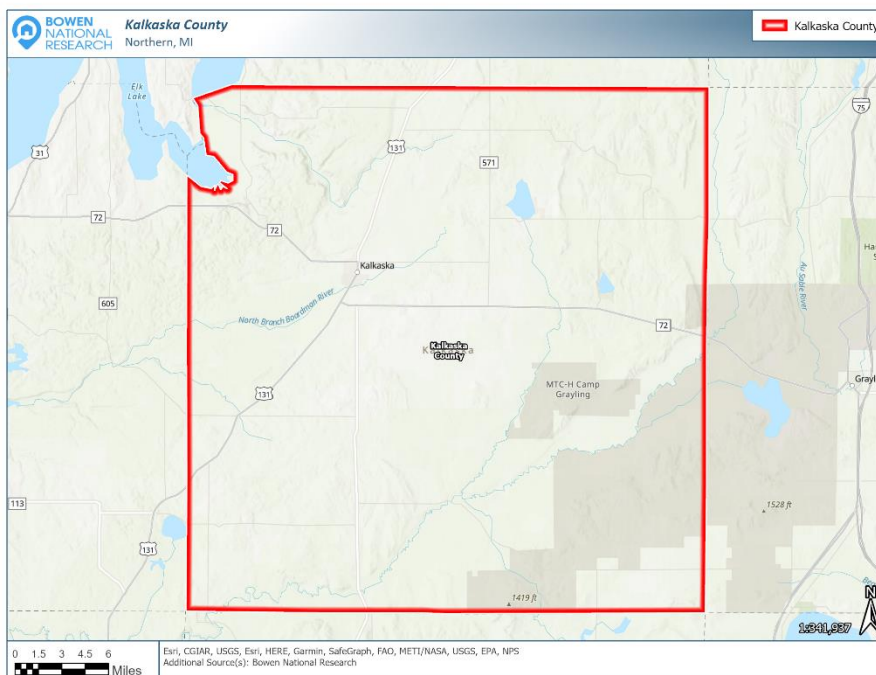 BOWEN
NATIONAL
RESEARCH
Kalkaska County
Northern, MI
Kalkaska County
Elk
Lake
31
131
571
75
72
72
Kalkaska
605
North Branch Boardman River
Au Sable River
72
Kalkaska
County
MTC-H Camp
Grayling
131
113
131
1528 ft
1419 ft
N
1:341,937
0 1.5 3 4.5 6
Miles
Esri, CGIAR, USGS, Esri, HERE, Garmin, SafeGraph, FAO, METI/NASA, USGS, EPA, NPS
Additional Source(s): Bowen National Research